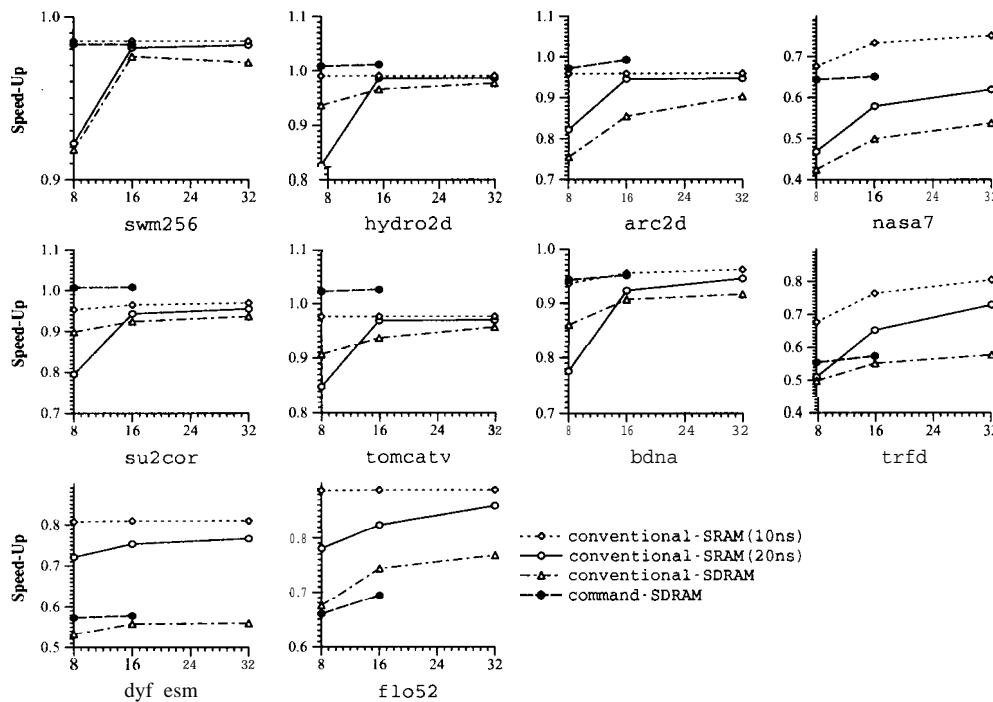 Speed-Up
1.0
0.9
8 16 24 32
swm256
1.1
1.0
0.9
0.8
8 16 24 32
hydro2d
1.1
1.0
0.9
0.8
0.7
8 16 24 32
arc2d
0.7
0.6
0.5
0.4
8 16 24 32
nasa7
Speed-Up
1.1
1.0
0.9
0.8
0.7
8 16 24 32
su2cor
1.1
1.0
0.9
0.8
8 16 24 32
tomcatv
1.0
0.9
0.8
0.7
8 16 24 32
bdna
0.8
0.7
0.6
0.5
0.4
8 16 24 32
trfd
Speed-Up
0.8
0.7
0.6
0.5
8 16 24 32
dyf esm
0.8
0.7
0.6
8 16 24 32
flo52
conventional-SRAM(10ns)
conventional-SRAM(20ns)
conventional-SDRAM
command-SDRAM